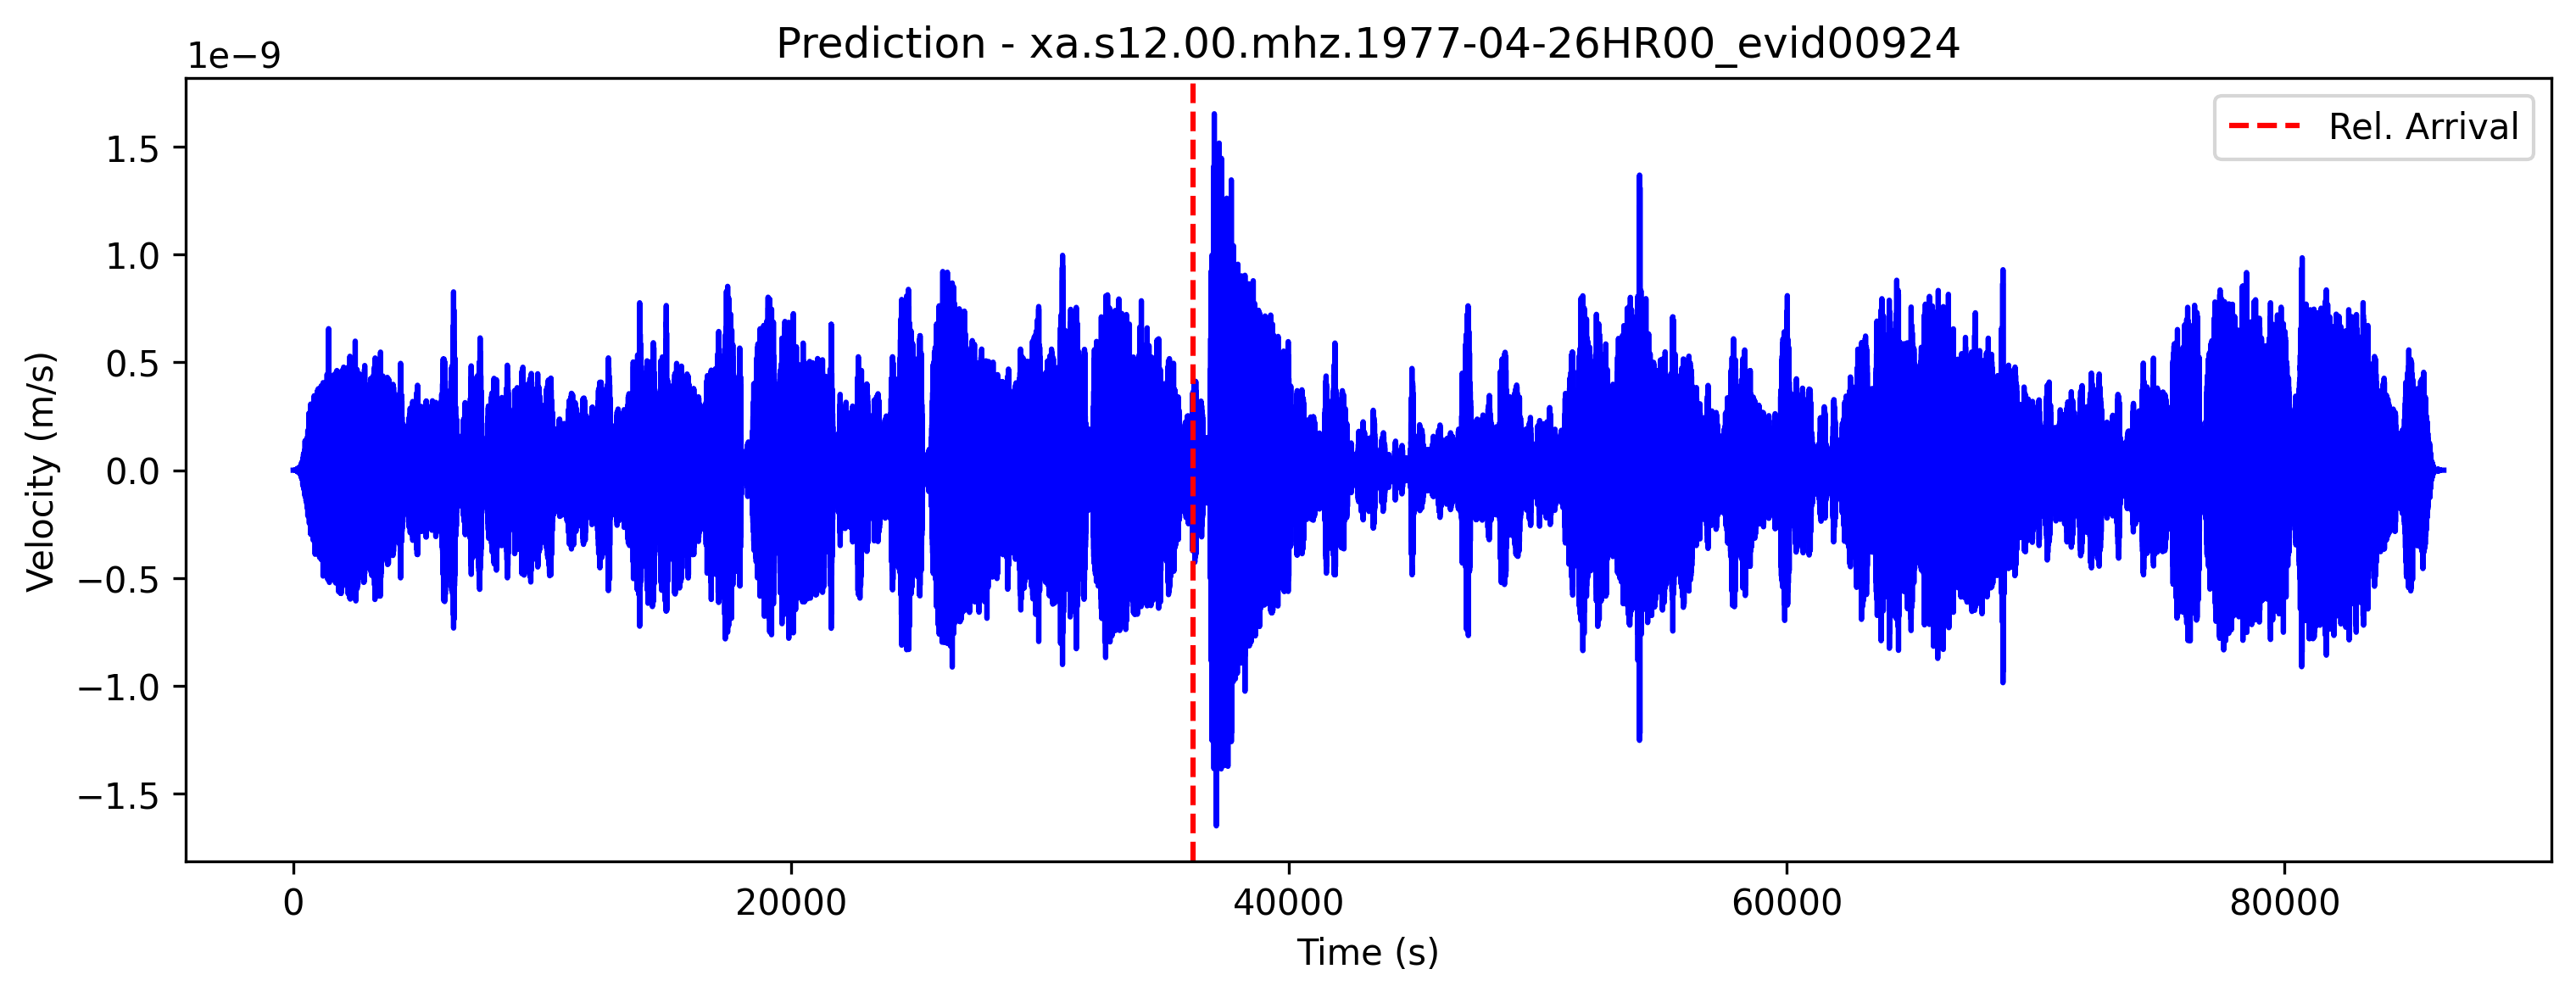 Prediction - xa.s12.00.mhz.1977-04-26HR00_evid00924
1e−9
Rel. Arrival
1.5
1.0
0.5
0.0
−0.5
−1.0
−1.5
Velocity (m/s)
0 20000 40000 60000 80000
Time (s)